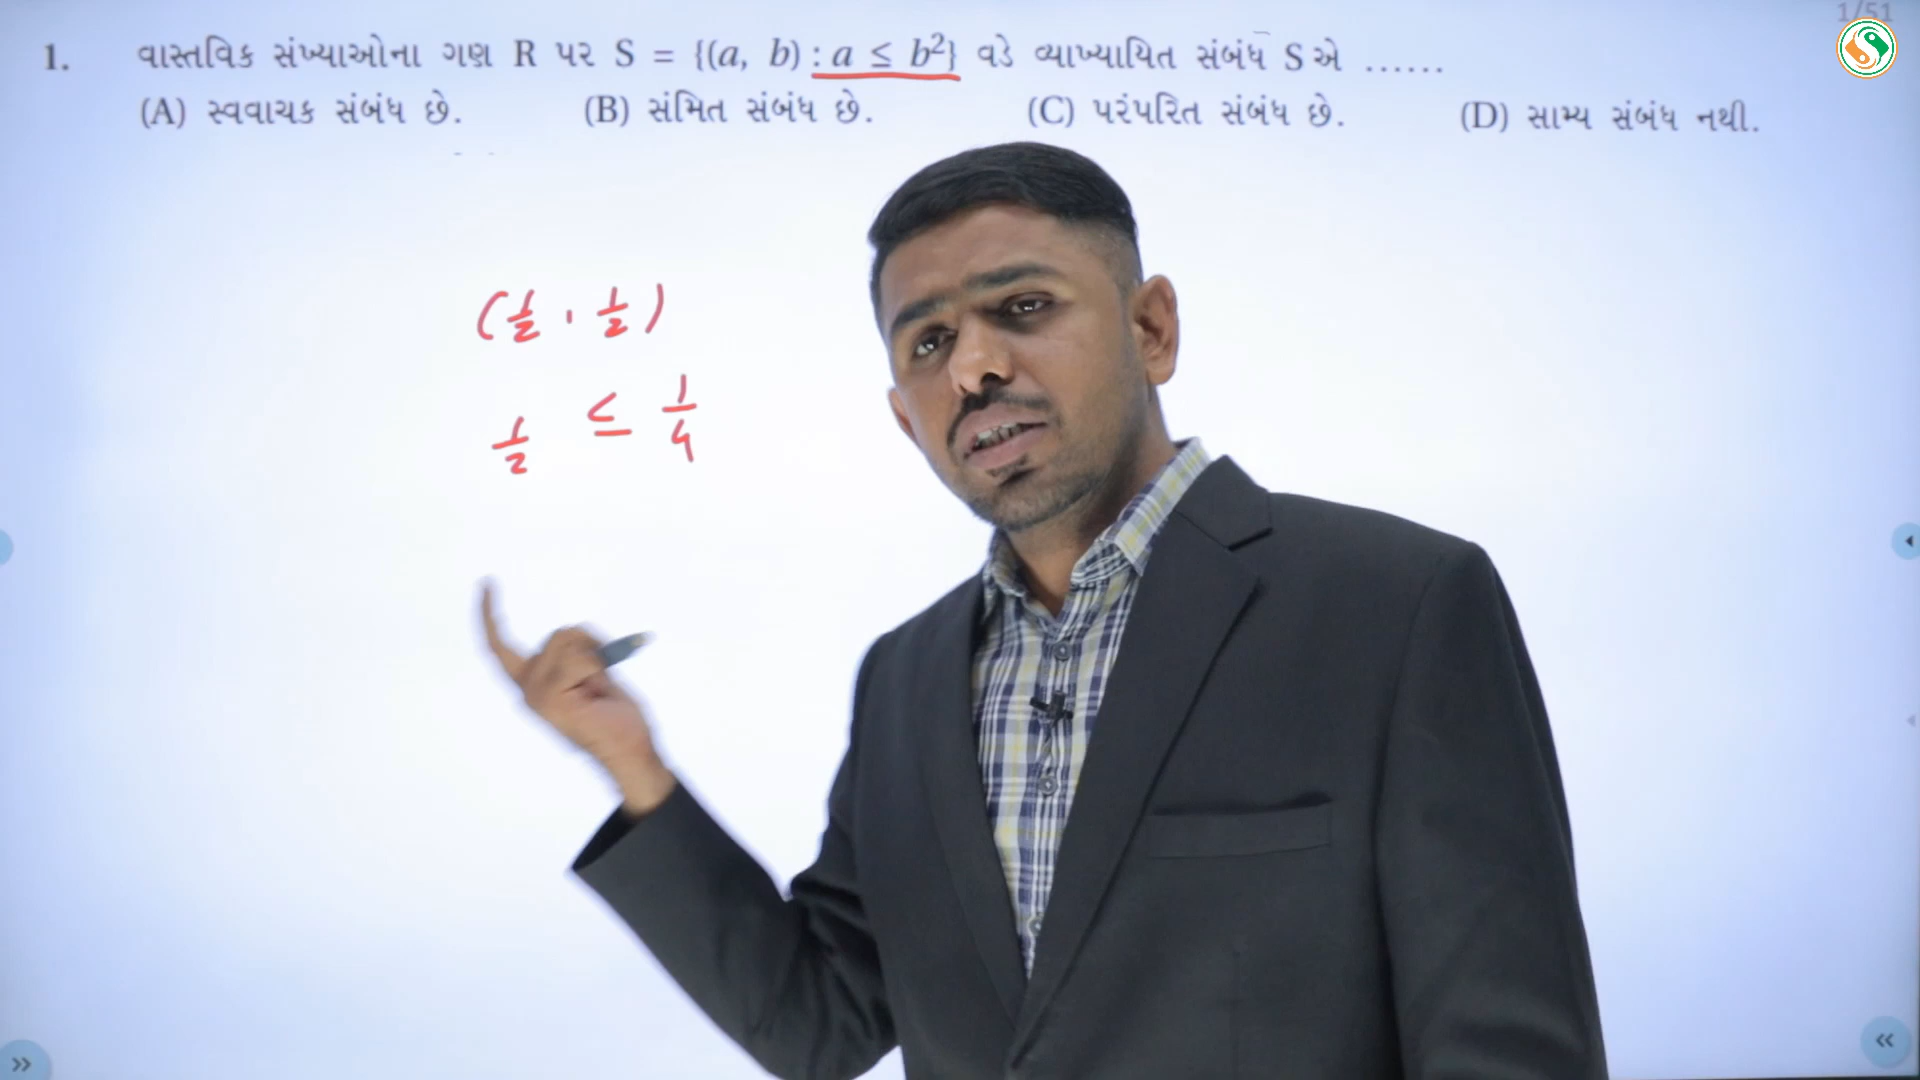 1/51
1. વાસ્તવિક સંખ્યાઓના ગણ R પર S = {(a, b) : a ≤ b²} વડે વ્યાખ્યાયિત સંબંધ S એ ......
(A) સ્વવાચક સંબંધ છે. (B) સંમિત સંબંધ છે. (C) પરંપરિત સંબંધ છે. (D) સામ્ય સંબંધ નથી.
(1/2, 1/2)
1/2 ≤ 1/4